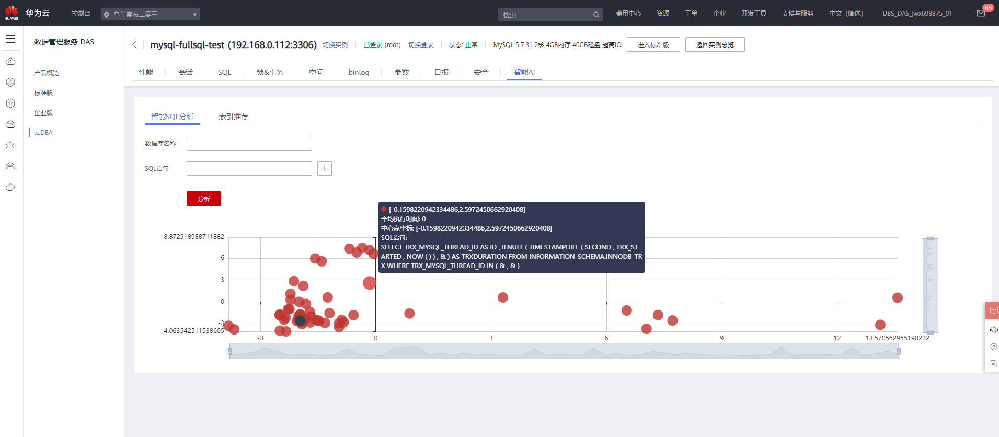 HUAWEI
华为云
控制台
乌兰察布二零三
搜索
费用中心
资源
工单
企业
开发工具
支持与服务
中文（简体）
DBS_DAS_jwx698875_01
85
数据管理服务 DAS
产品概览
标准版
企业版
云DBA
mysql-fullsql-test (192.168.0.112:3306)
切换实例
已登录 (root)
切换登录
状态: 正常
MySQL 5.7.31 2核 4GB内存 40GB磁盘 超高IO
进入标准版
返回实例总览
性能
会话
SQL
锁&事务
空间
binlog
参数
日报
安全
智能AI
智能SQL分析
索引推荐
数据库名称
SQL语句
分析
[-0.1598220942334486,2.5972450662920408]
平均执行时间: 0
中心点坐标: [-0.1598220942334486,2.5972450662920408]
SQL语句:
SELECT TRX_MYSQL_THREAD_ID AS ID , IFNULL ( TIMESTAMPDIFF ( SECOND , TRX_ST
ARTED , NOW ( ) ) , & ) AS TRXDURATION FROM INFORMATION_SCHEMA.INNODB_TR
X WHERE TRX_MYSQL_THREAD_ID IN ( & , & )
8.872518988711882
6
3
0
-3
-4.063542511538605
-3
0
3
6
9
12
13.570562955190232